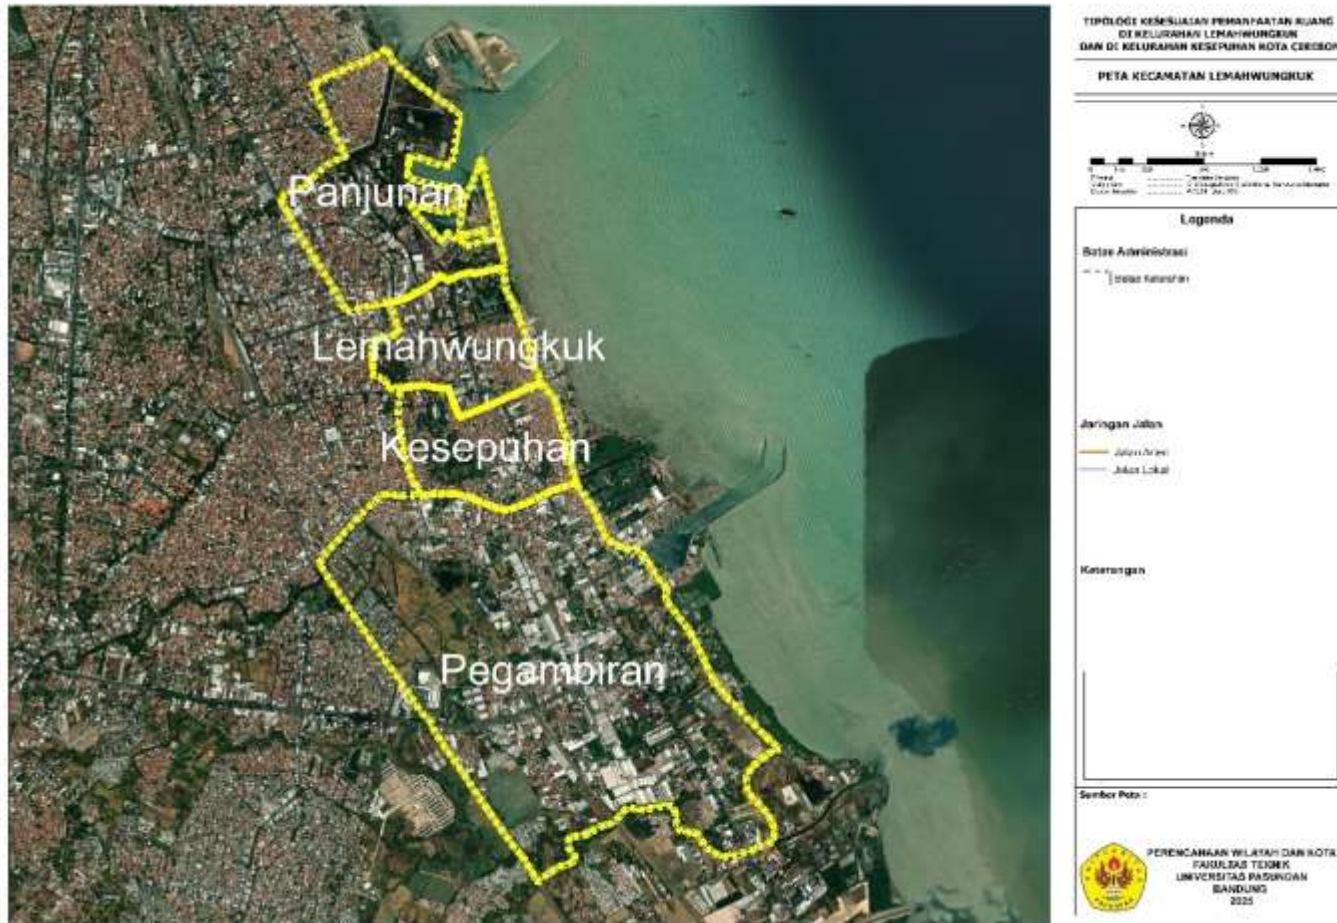 TIPOLOGI KESESUAIAN PEMANFAATAN RUANG
DI KELURAHAN LEMAHWUNGKUK
DAN DI KELURAHAN KESEPUHAN KOTA CIREBON
PETA KECAMATAN LEMAHWUNGKUK
Panjunan
Lemahwungkuk
Kesepuhan
Pegambiran
Legenda
Batas Administrasi
Batas Kelurahan
Jaringan Jalan
Jalan Arteri
Jalan Lokal
Keterangan
Sumber Peta :
PERENCANAAN WILAYAH DAN KOTA
FAKULTAS TEKNIK
UNIVERSITAS PASUNDAN
BANDUNG
2025